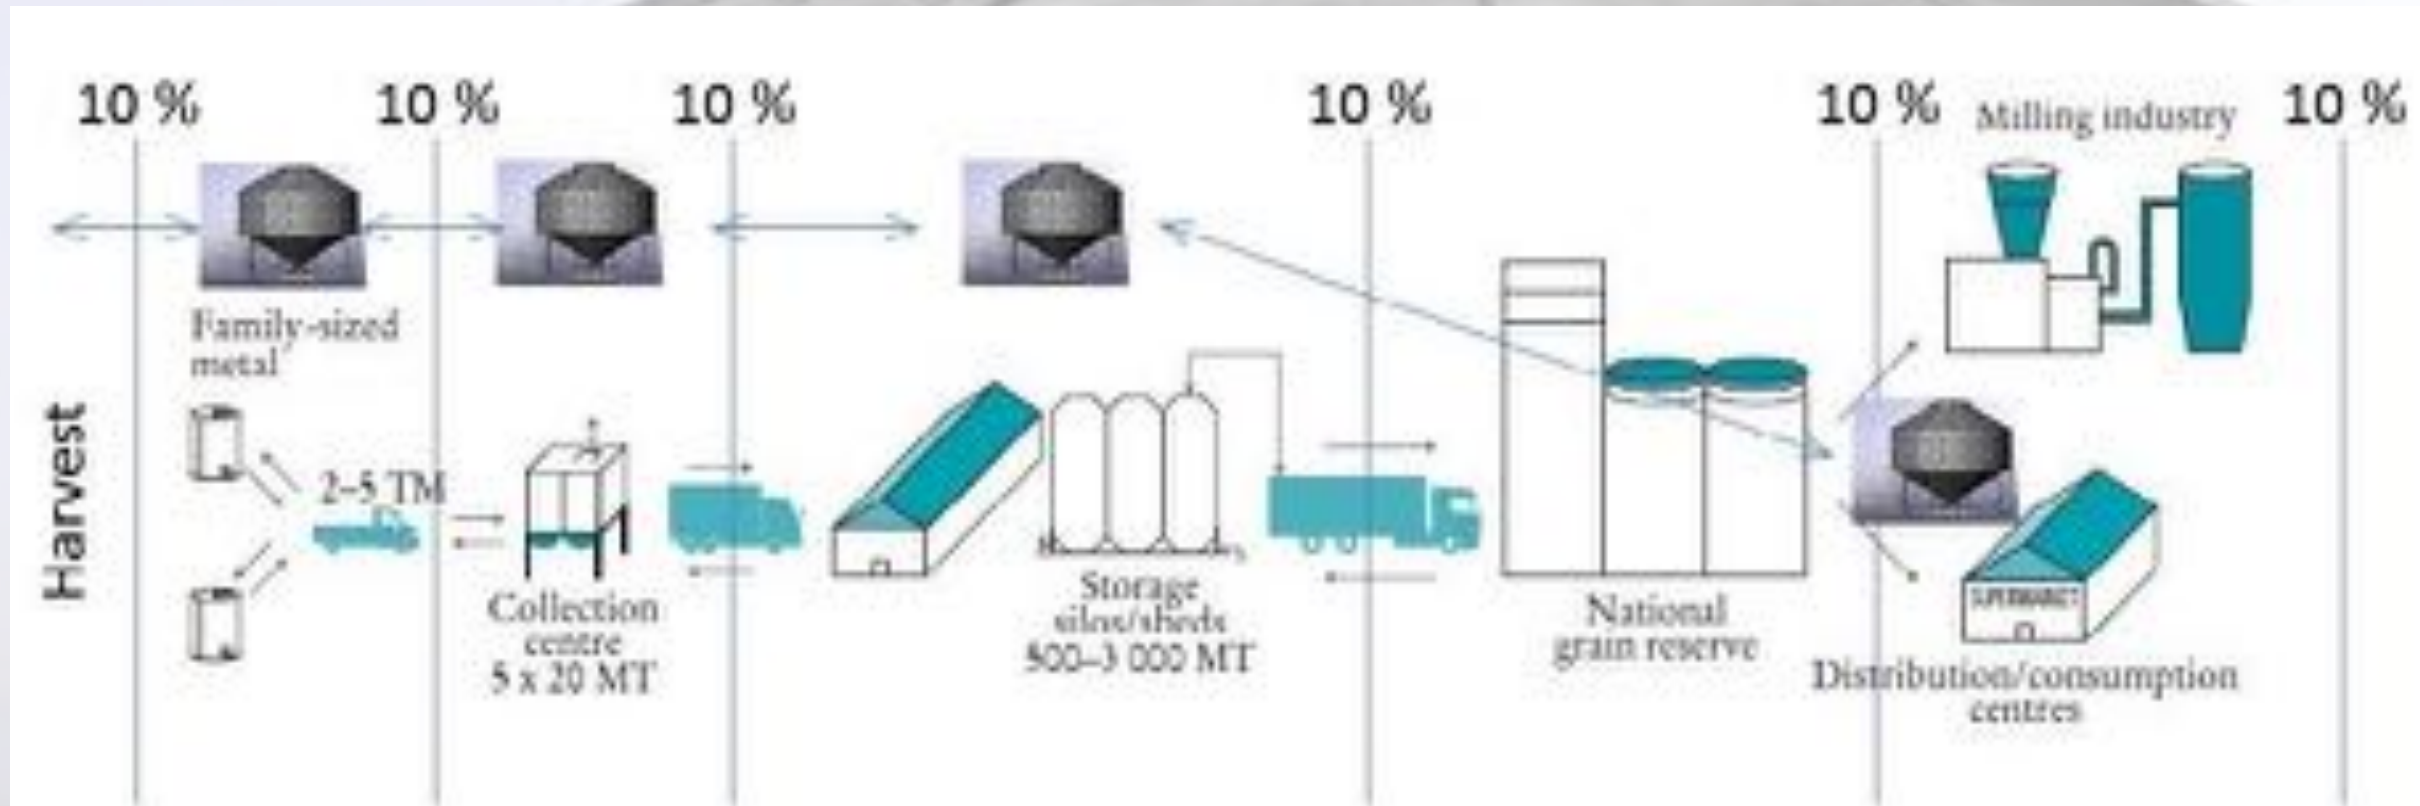 10 %
10 %
10 %
10 %
10 %
10 %
Milling industry
Family-sized
metal
Harvest
2–5 TM
Collection
centre
5 x 20 MT
Storage
silos/sheds
500–3 000 MT
National
grain reserve
SUPERMARKET
Distribution/consumption
centres